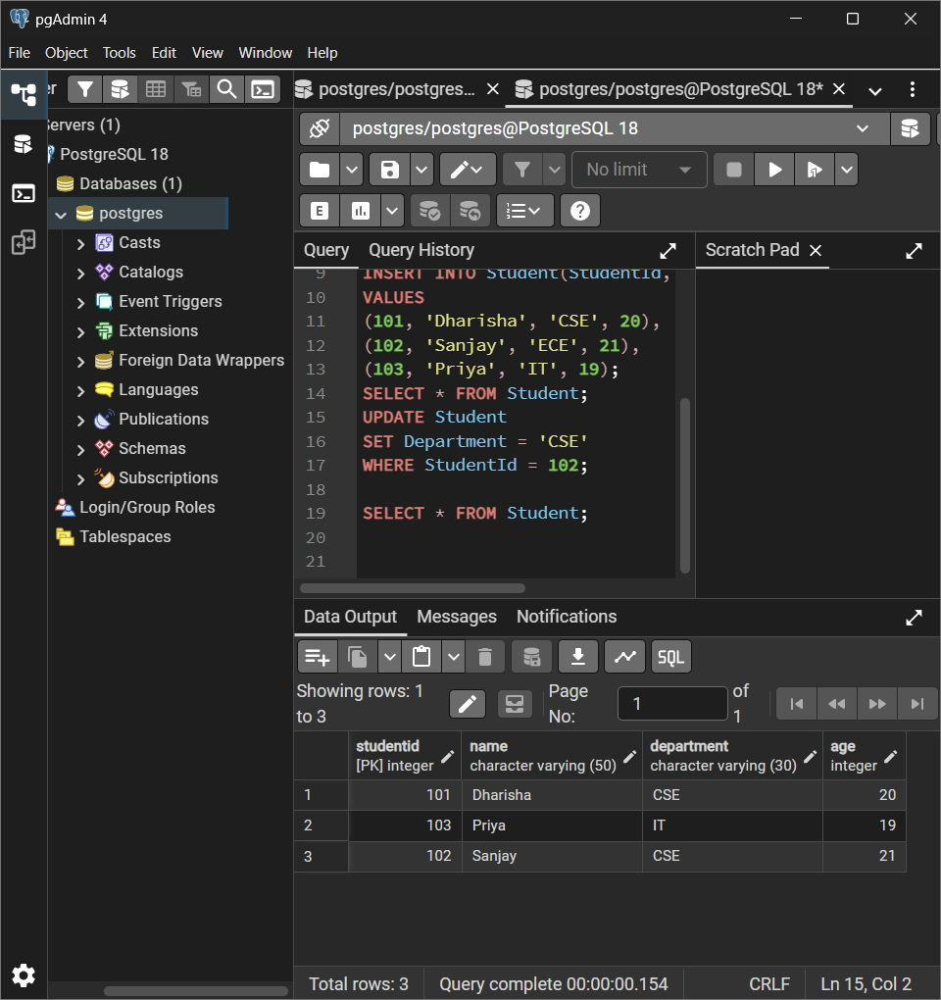 pgAdmin 4
File Object Tools Edit View Window Help
er
postgres/postgres...
postgres/postgres@PostgreSQL 18*
Servers (1)
PostgreSQL 18
Databases (1)
postgres
Casts
Catalogs
Event Triggers
Extensions
Foreign Data Wrappers
Languages
Publications
Schemas
Subscriptions
Login/Group Roles
Tablespaces
postgres/postgres@PostgreSQL 18
No limit
E
Query Query History
Scratch Pad
9 INSERT INTO Student(StudentId,
10 VALUES
11 (101, 'Dharisha', 'CSE', 20),
12 (102, 'Sanjay', 'ECE', 21),
13 (103, 'Priya', 'IT', 19);
14 SELECT * FROM Student;
15 UPDATE Student
16 SET Department = 'CSE'
17 WHERE StudentId = 102;
18
19 SELECT * FROM Student;
20
21
Data Output Messages Notifications
SQL
Showing rows: 1
to 3
Page
No:
1
of
1
studentid name department age
[PK] integer character varying (50) character varying (30) integer
1 101 Dharisha CSE 20
2 103 Priya IT 19
3 102 Sanjay CSE 21
Total rows: 3 Query complete 00:00:00.154 CRLF Ln 15, Col 2